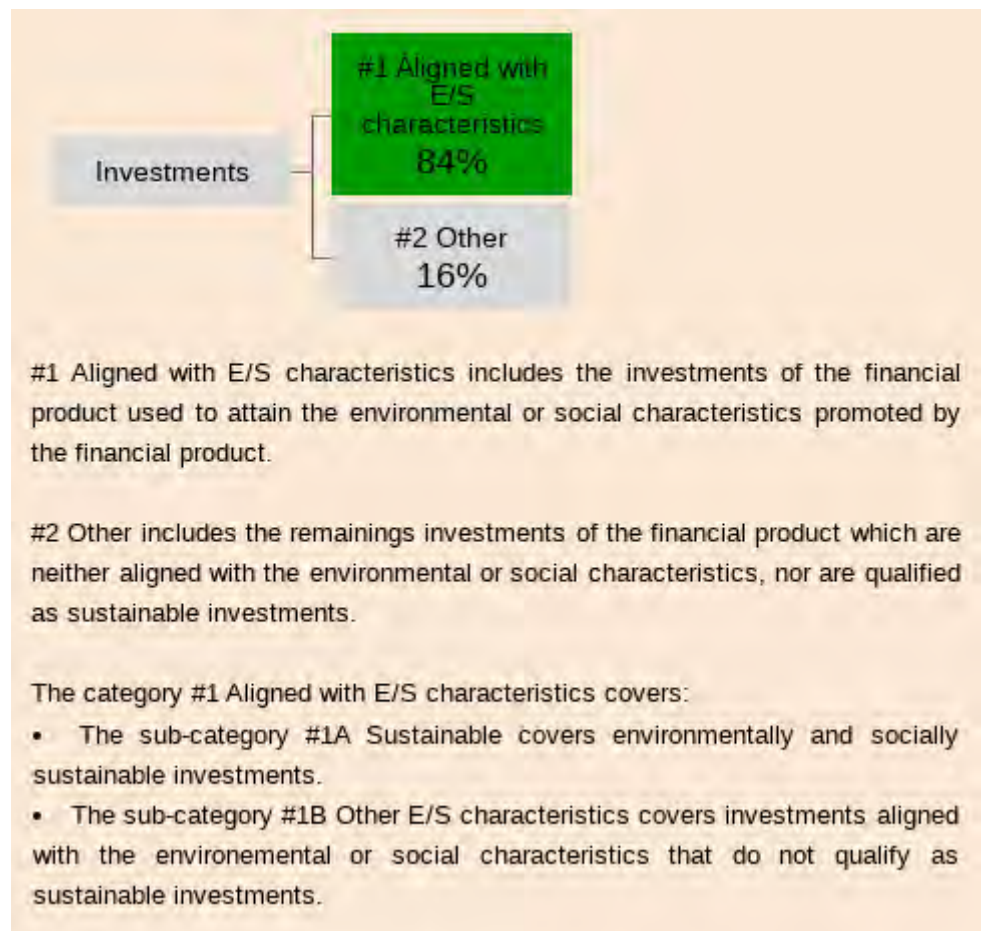 #1 Aligned with
E/S
characteristics
84%
Investments
#2 Other
16%
#1 Aligned with E/S characteristics includes the investments of the financial
product used to attain the environmental or social characteristics promoted by
the financial product.
#2 Other includes the remainings investments of the financial product which are
neither aligned with the environmental or social characteristics, nor are qualified
as sustainable investments.
The category #1 Aligned with E/S characteristics covers:
• The sub-category #1A Sustainable covers environmentally and socially
sustainable investments.
• The sub-category #1B Other E/S characteristics covers investments aligned
with the environemental or social characteristics that do not qualify as
sustainable investments.